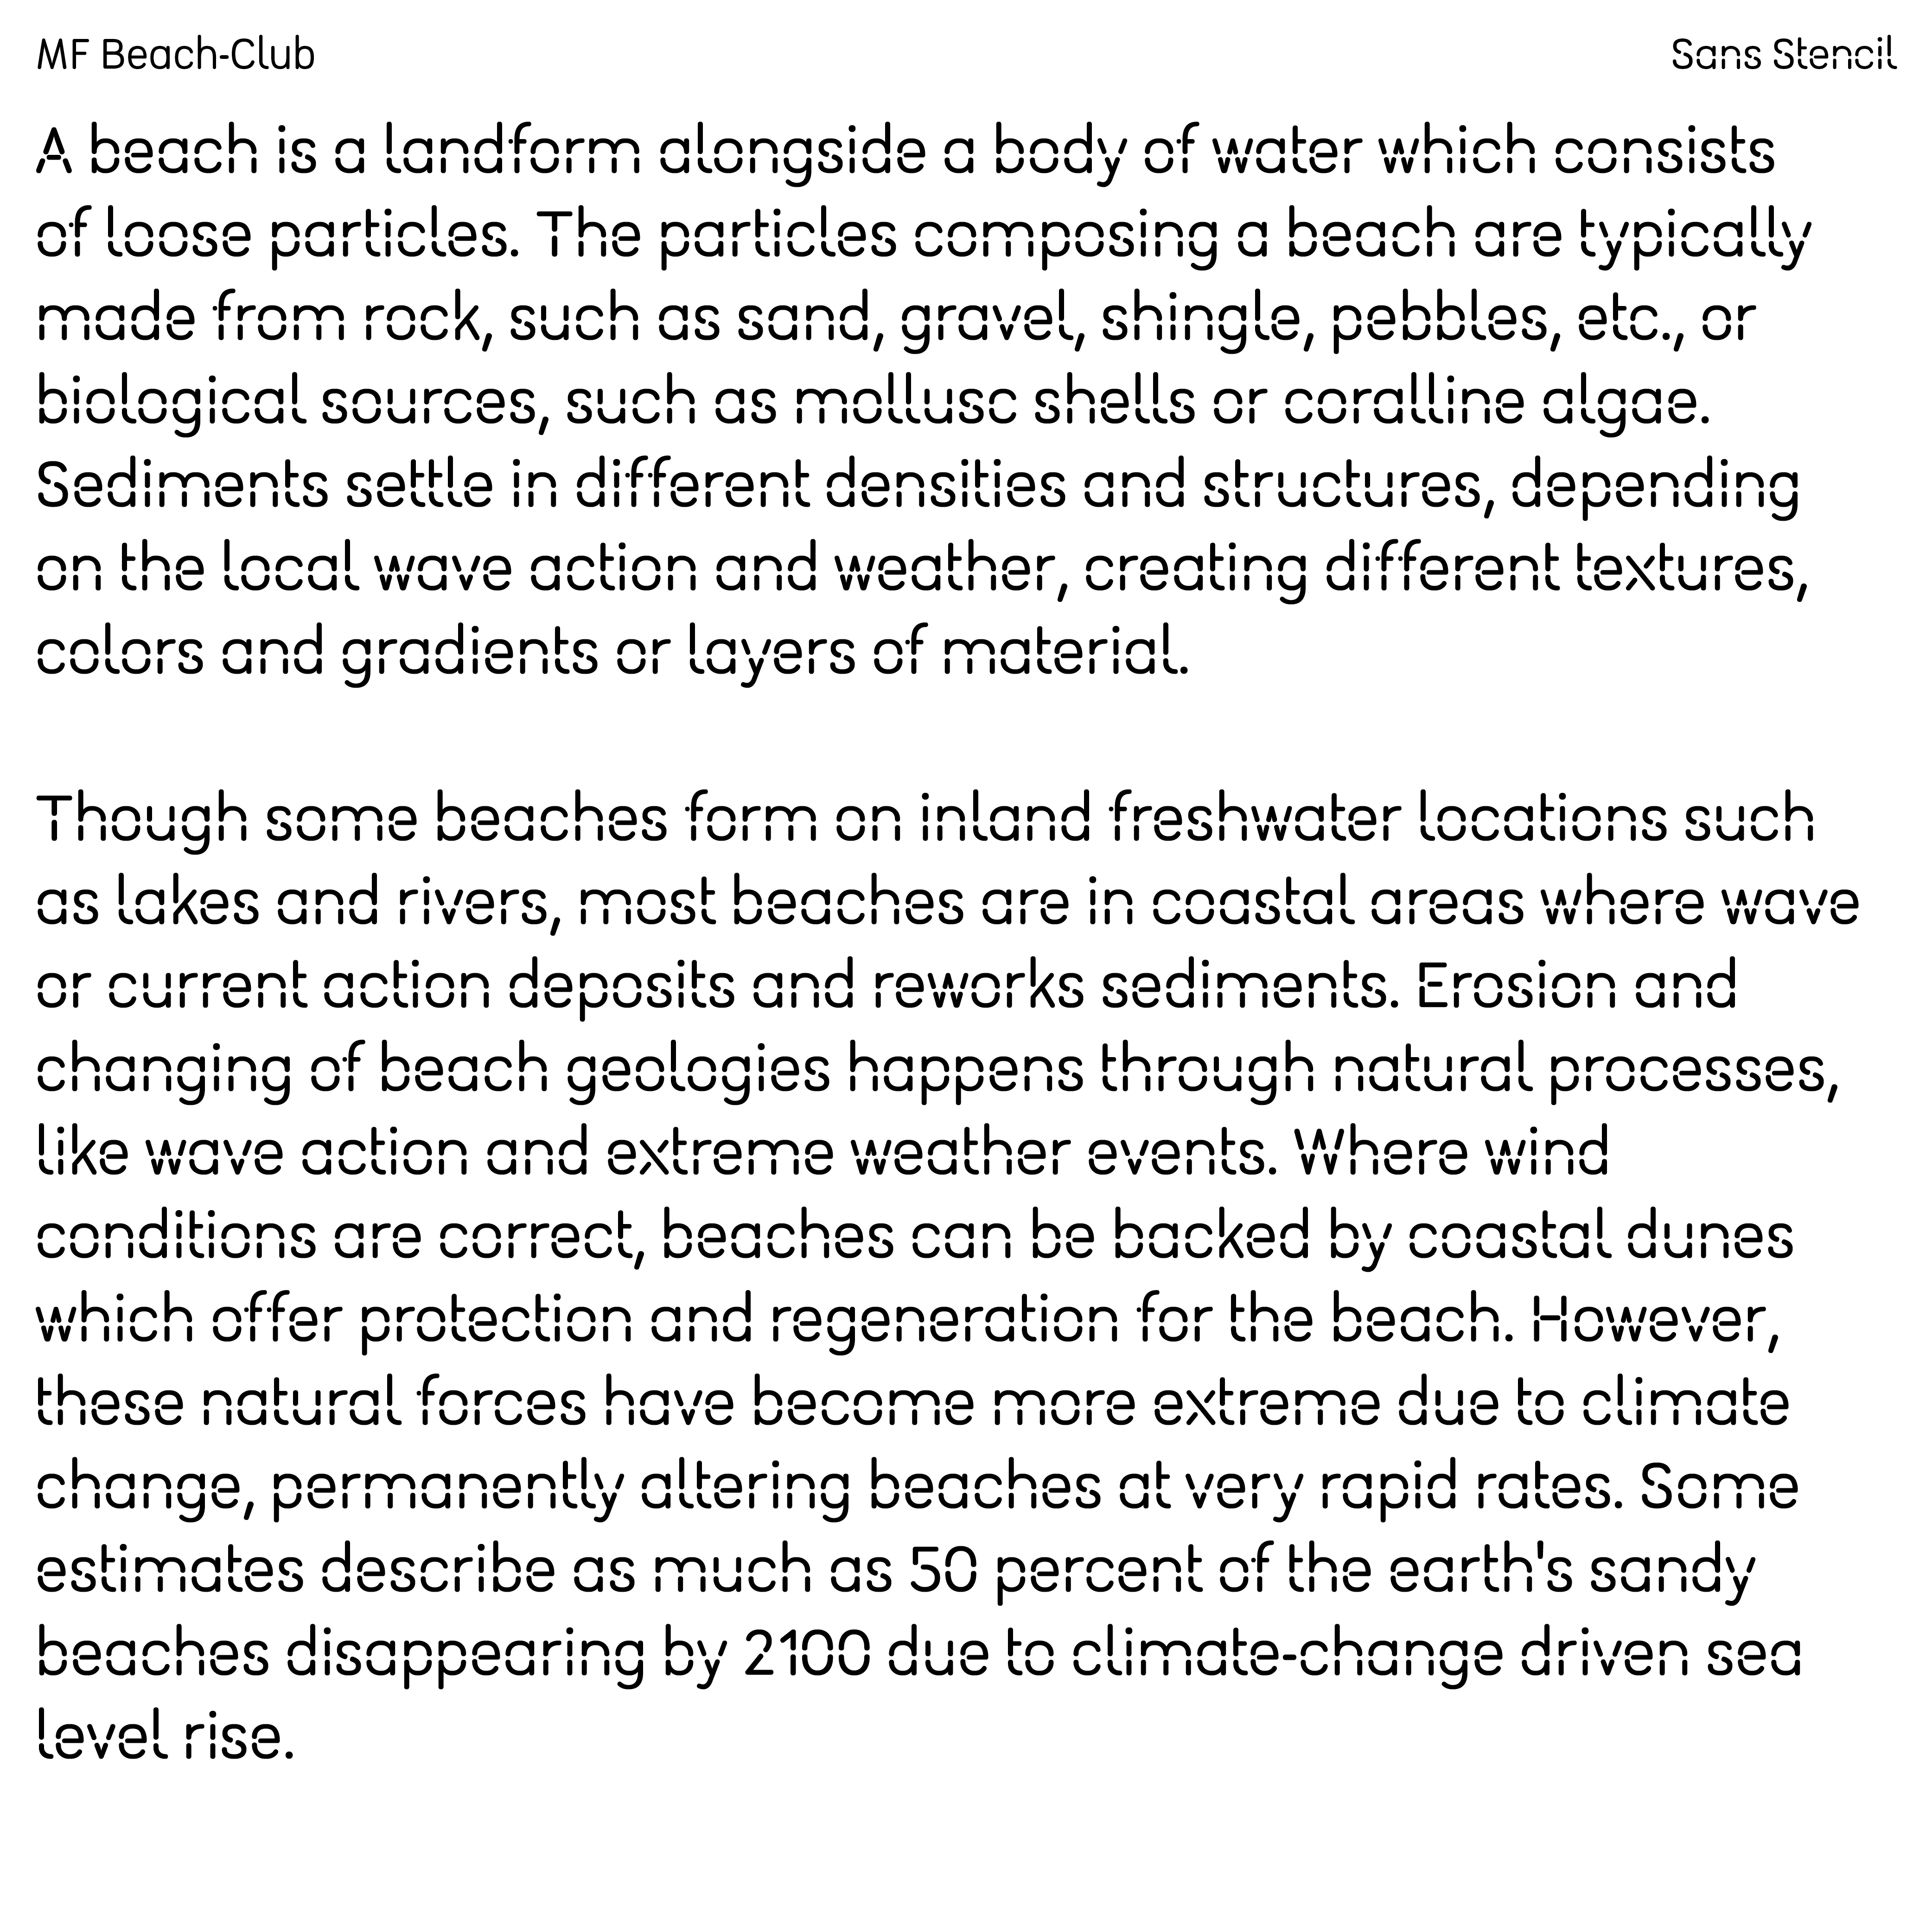 MF Beach-Club
Sans Stencil
A beach is a landform alongside a body of water which consists
of loose particles. The particles composing a beach are typically
made from rock, such as sand, gravel, shingle, pebbles, etc., or
biological sources, such as mollusc shells or coralline algae.
Sediments settle in different densities and structures, depending
on the local wave action and weather, creating different textures,
colors and gradients or layers of material.
Though some beaches form on inland freshwater locations such
as lakes and rivers, most beaches are in coastal areas where wave
or current action deposits and reworks sediments. Erosion and
changing of beach geologies happens through natural processes,
like wave action and extreme weather events. Where wind
conditions are correct, beaches can be backed by coastal dunes
which offer protection and regeneration for the beach. However,
these natural forces have become more extreme due to climate
change, permanently altering beaches at very rapid rates. Some
estimates describe as much as 50 percent of the earth's sandy
beaches disappearing by 2100 due to climate-change driven sea
level rise.